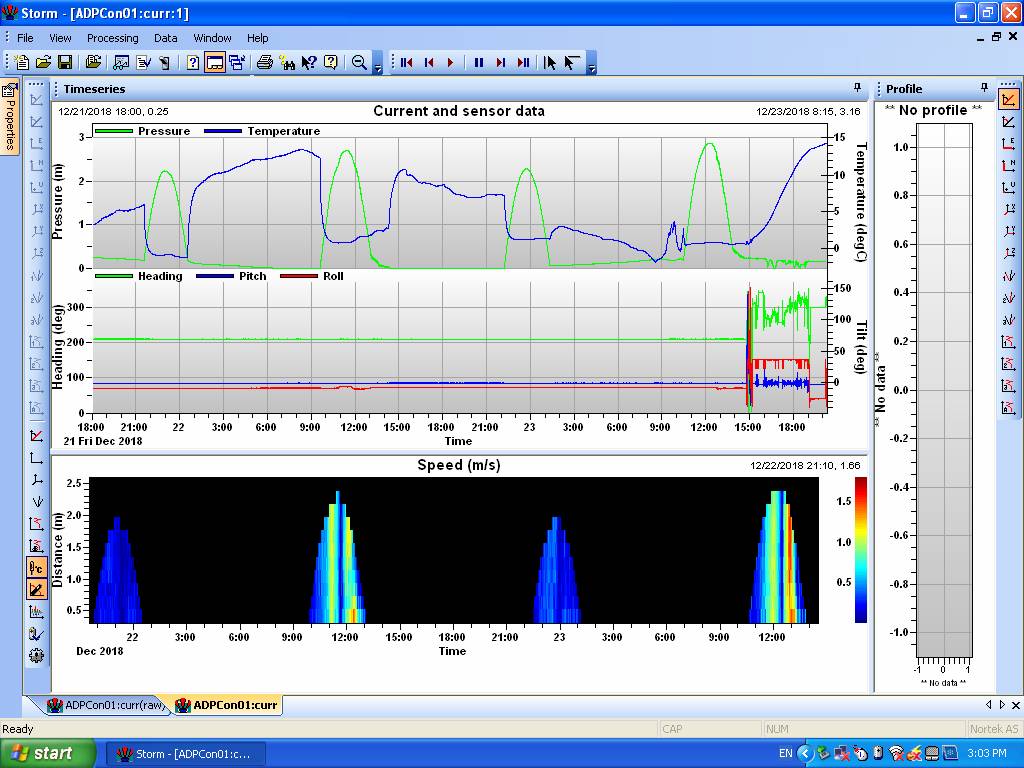 Storm - [ADPCon01:curr:1]
File View Processing Data Window Help
Properties
Timeseries
Profile
12/21/2018 18:00, 0.25
Current and sensor data
12/23/2018 8:15, 3.16
** No profile **
Pressure Temperature
3
2
1
0
Pressure (m)
15
10
5
0
Temperature (degC)
Heading Pitch Roll
300
200
100
0
Heading (deg)
150
100
50
0
Tilt (deg)
18:00 21:00 22 3:00 6:00 9:00 12:00 15:00 18:00 21:00 23 3:00 6:00 9:00 12:00 15:00 18:00
21 Fri Dec 2018
Time
Speed (m/s)
12/22/2018 21:10, 1.66
2.5
2.0
1.5
1.0
0.5
Distance (m)
1.5
1.0
0.5
22 3:00 6:00 9:00 12:00 15:00 18:00 21:00 23 3:00 6:00 9:00 12:00
Dec 2018
Time
** No data **
1.0
0.8
0.6
0.4
0.2
0.0
-0.2
-0.4
-0.6
-0.8
-1.0
-1 0 1
** No data **
ADPCon01:curr(raw)
ADPCon01:curr
Ready
CAP
NUM
Nortek AS
start
Storm - [ADPCon01:c...
EN
3:03 PM